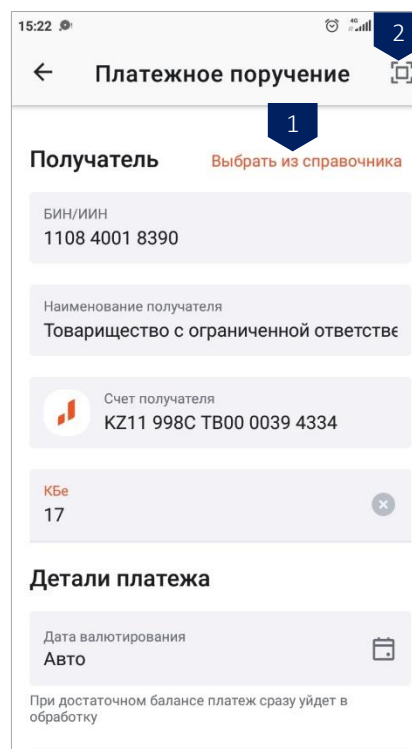 15:22
4G
2
Платежное поручение
1
Получатель
Выбрать из справочника
БИН/ИИН
1108 4001 8390
Наименование получателя
Товарищество с ограниченной ответстве
Счет получателя
KZ11 998C TB00 0039 4334
КБе
17
Детали платежа
Дата валютирования
Авто
При достаточном балансе платеж сразу уйдет в
обработку